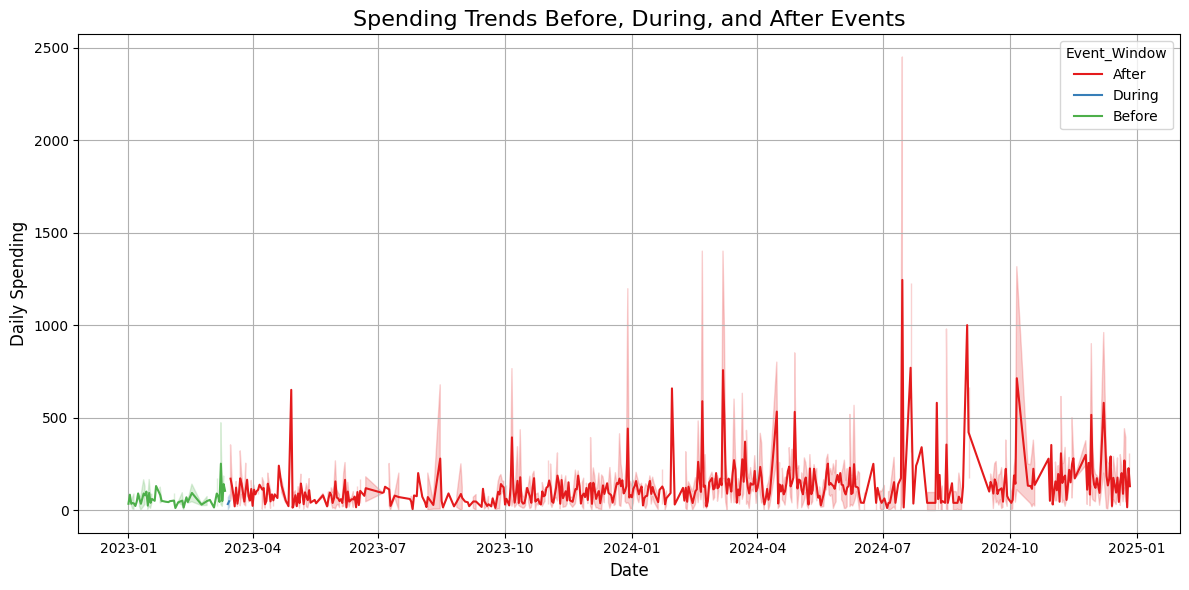 Spending Trends Before, During, and After Events
2500
2000
1500
1000
500
0
Daily Spending
Event_Window
After
During
Before
2023-01
2023-04
2023-07
2023-10
2024-01
2024-04
2024-07
2024-10
2025-01
Date